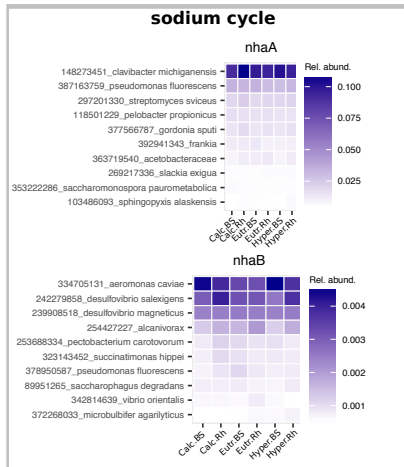 sodium cycle
nhaA
Rel. abund.
148273451_clavibacter michiganensis
387163759_pseudomonas fluorescens
297201330_streptomyces sviceus
118501229_pelobacter propionicus
377566787_gordonia sputi
392941343_frankia
363719540_acetobacteraceae
269217336_slackia exigua
353222286_saccharomonospora paurometabolica
103486093_sphingopyxis alaskensis
0.100
0.075
0.050
0.025
Calc.BS
Calc.Rh
Eutr.BS
Eutr.Rh
Hyper.BS
Hyper.Rh
nhaB
Rel. abund.
334705131_aeromonas caviae
242279858_desulfovibrio salexigens
239908518_desulfovibrio magneticus
254427227_alcanivorax
253688334_pectobacterium carotovorum
323143452_succinatimonas hippei
378950587_pseudomonas fluorescens
89951265_saccharophagus degradans
342814639_vibrio orientalis
372268033_microbulbifer agarilyticus
0.004
0.003
0.002
0.001
Calc.BS
Calc.Rh
Eutr.BS
Eutr.Rh
Hyper.BS
Hyper.Rh